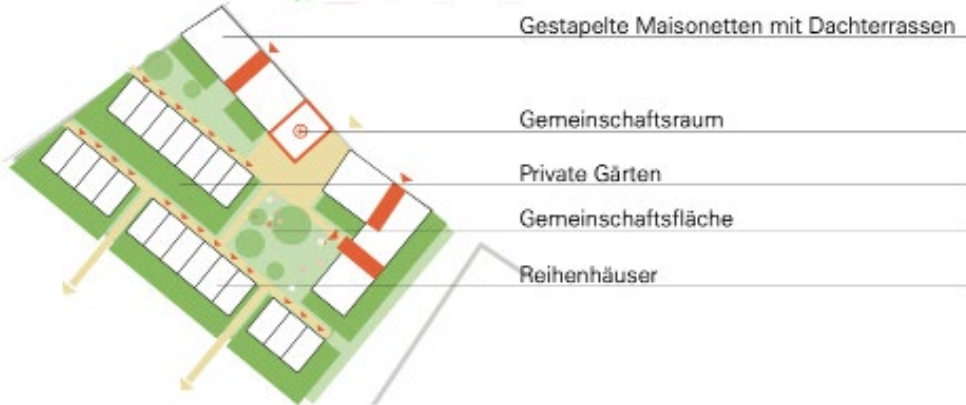 Gestapelte Maisonetten mit Dachterrassen
Gemeinschaftsraum
Private Gärten
Gemeinschaftsfläche
Reihenhäuser